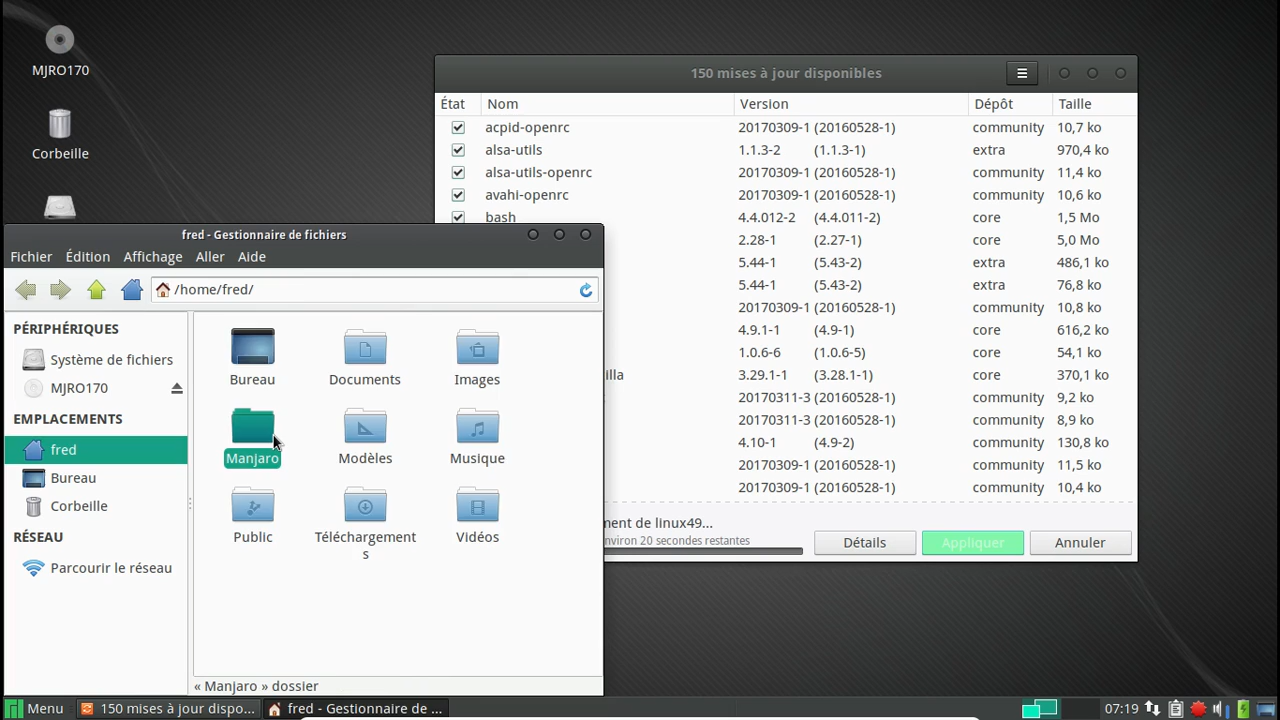 MJRO170
Corbeille
150 mises à jour disponibles
État Nom Version Dépôt Taille
acpid-openrc 20170309-1 (20160528-1) community 10,7 ko
alsa-utils 1.1.3-2 (1.1.3-1) extra 970,4 ko
alsa-utils-openrc 20170309-1 (20160528-1) community 11,4 ko
avahi-openrc 20170309-1 (20160528-1) community 10,6 ko
bash 4.4.012-2 (4.4.011-2) core 1,5 Mo
2.28-1 (2.27-1) core 5,0 Mo
5.44-1 (5.43-2) extra 486,1 ko
5.44-1 (5.43-2) extra 76,8 ko
20170309-1 (20160528-1) community 10,8 ko
4.9.1-1 (4.9-1) core 616,2 ko
1.0.6-6 (1.0.6-5) core 54,1 ko
illa 3.29.1-1 (3.28.1-1) core 370,1 ko
20170311-3 (20160528-1) community 9,2 ko
20170311-3 (20160528-1) community 8,9 ko
4.10-1 (4.9-2) community 130,8 ko
20170309-1 (20160528-1) community 11,5 ko
20170309-1 (20160528-1) community 10,4 ko
ment de linux49...
nviron 20 secondes restantes
Détails Appliquer Annuler
fred - Gestionnaire de fichiers
Fichier Édition Affichage Aller Aide
/home/fred/
PÉRIPHÉRIQUES
Système de fichiers
MJRO170
EMPLACEMENTS
fred
Bureau
Corbeille
RÉSEAU
Parcourir le réseau
Bureau Documents Images
Manjaro Modèles Musique
Public Téléchargement
s Vidéos
« Manjaro » dossier
Menu 150 mises à jour dispo... fred - Gestionnaire de ... 07:19